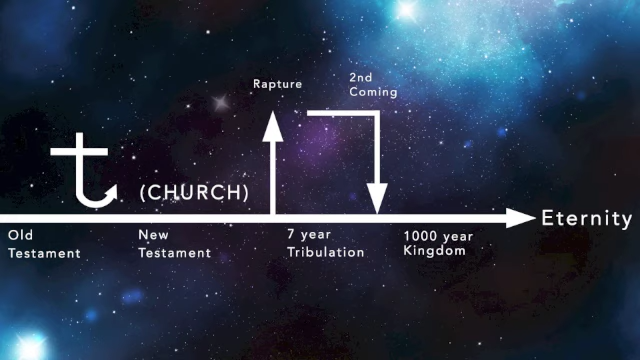 Rapture
2nd
Coming
(CHURCH)
Eternity
Old
Testament
New
Testament
7 year
Tribulation
1000 year
Kingdom